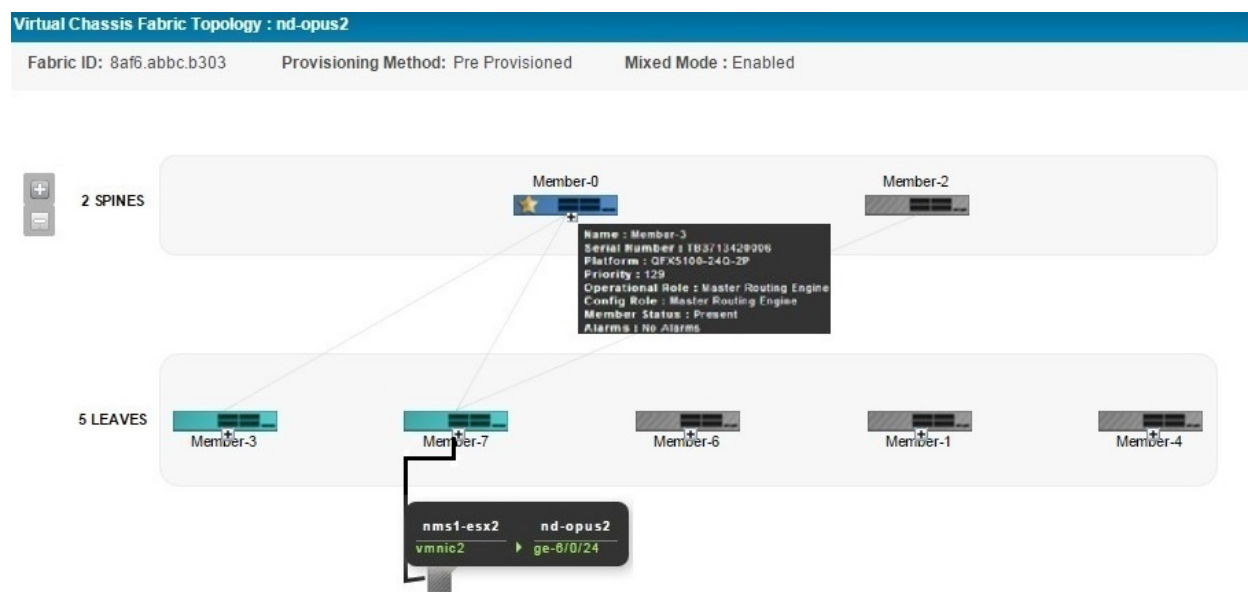 Virtual Chassis Fabric Topology : nd-opus2
Fabric ID: 8af6.abbc.b303 Provisioning Method: Pre Provisioned Mixed Mode : Enabled
2 SPINES
Member-0
Member-2
Name : Member-3
Serial Number : TB3713420006
Platform : QFX5100-24Q-2P
Priority : 129
Operational Role : Master Routing Engine
Config Role : Master Routing Engine
Member Status : Present
Alarms : No Alarms
5 LEAVES
Member-3
Member-7
Member-6
Member-1
Member-4
nms1-esx2 nd-opus2
vmnic2 ge-6/0/24